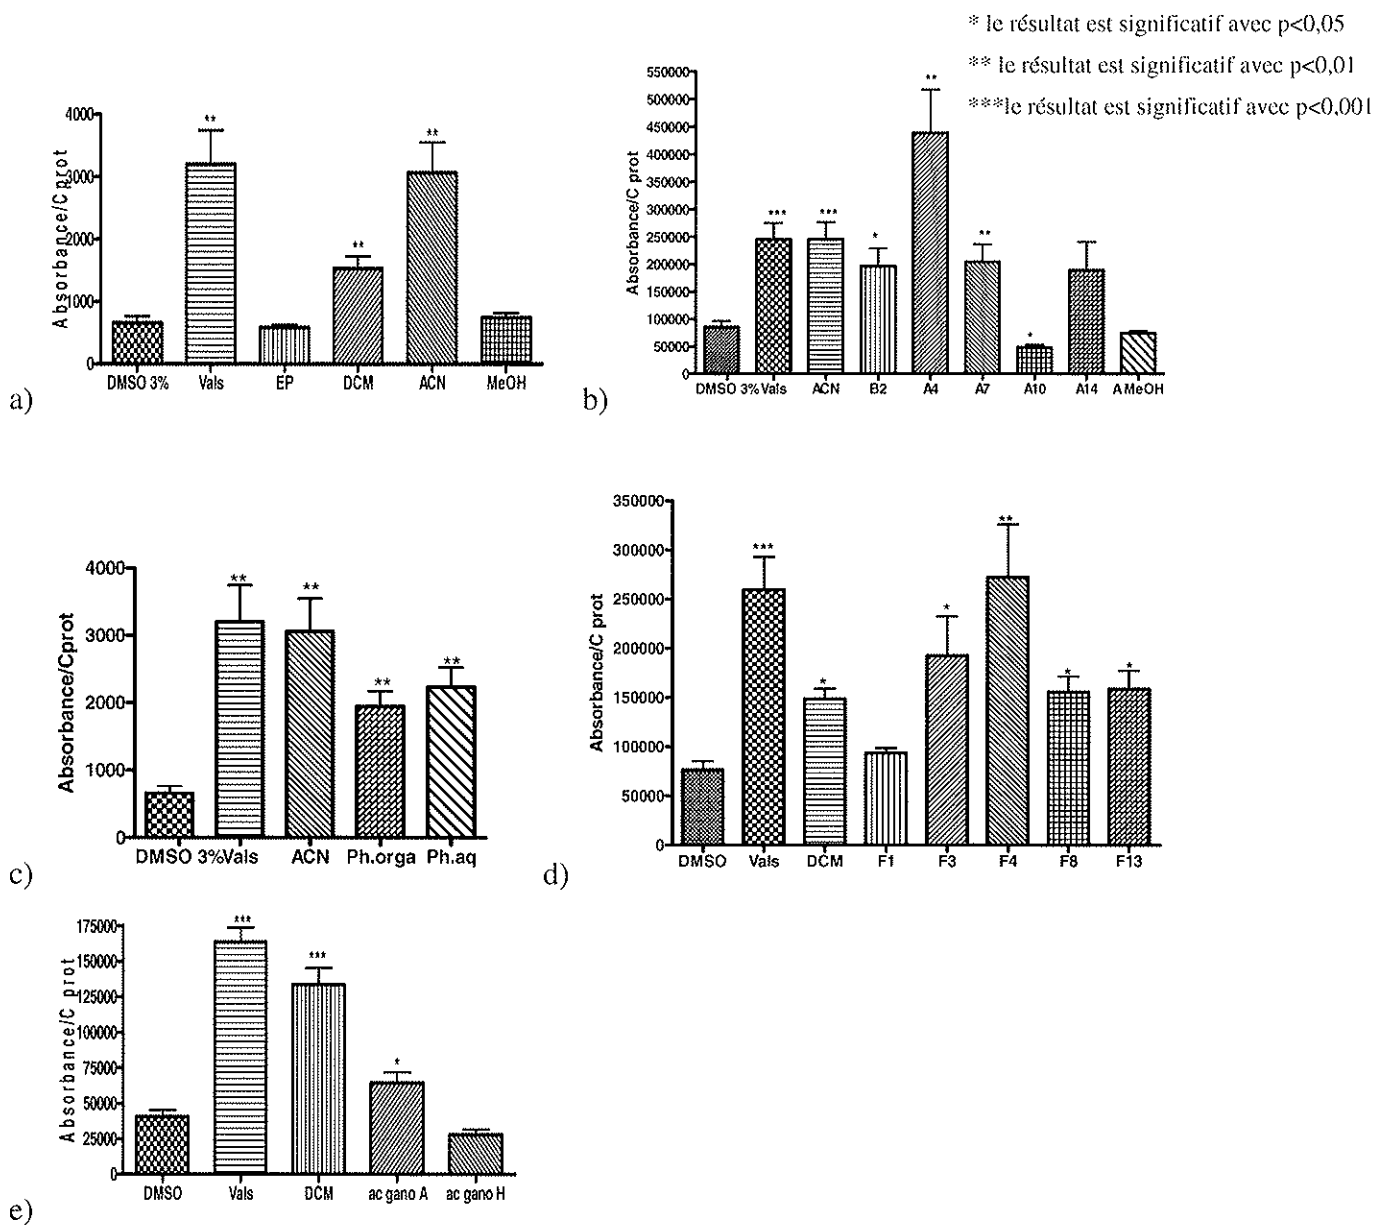 * le résultat est significatif avec p<0,05
** le résultat est significatif avec p<0,01
***le résultat est significatif avec p<0,001
a)
Absorbance/Cprot
4000
3000
2000
1000
0
** ** **
DMSO 3% Vals EP DCM ACN MeOH
b)
Absorbance/C prot
550000
500000
450000
400000
350000
300000
250000
200000
150000
100000
50000
0
*** *** * ** ** *
DMSO 3% Vals ACN B2 A4 A7 A10 A14 A MeOH
c)
Absorbance/Cprot
4000
3000
2000
1000
0
** ** ** **
DMSO 3%Vals ACN Ph.orga Ph.aq
d)
Absorbance/C prot
350000
300000
250000
200000
150000
100000
50000
0
*** * * ** * *
DMSO Vals DCM F1 F3 F4 F8 F13
e)
Absorbance/C prot
175000
150000
125000
100000
75000
50000
25000
0
*** *** *
DMSO Vals DCM ac gano A ac gano H